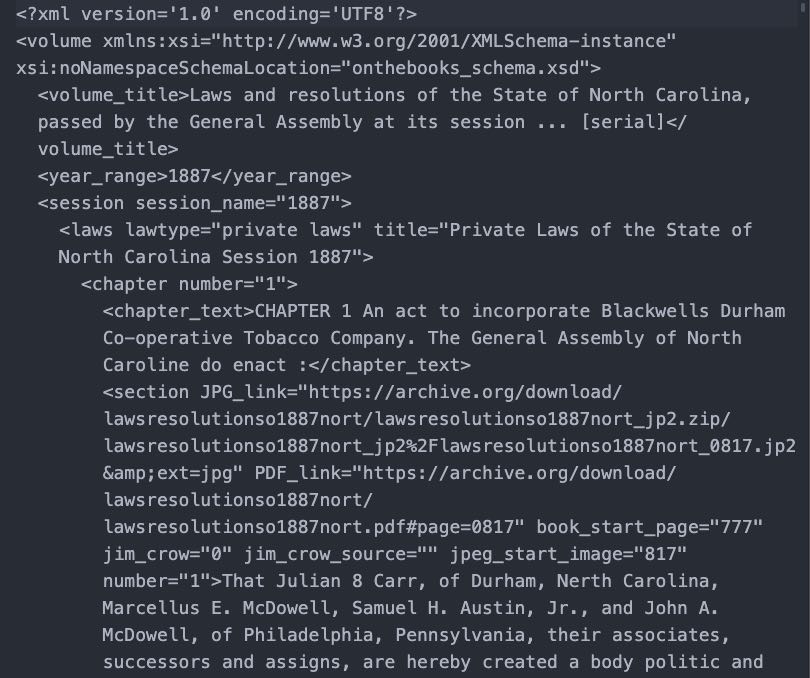 <?xml version='1.0' encoding='UTF8'?>
<volume xmlns:xsi="http://www.w3.org/2001/XMLSchema-instance"
xsi:noNamespaceSchemaLocation="onthebooks_schema.xsd">
<volume_title>Laws and resolutions of the State of North Carolina,
passed by the General Assembly at its session ... [serial]</
volume_title>
<year_range>1887</year_range>
<session session_name="1887">
<laws lawtype="private laws" title="Private Laws of the State of
North Carolina Session 1887">
<chapter number="1">
<chapter_text>CHAPTER 1 An act to incorporate Blackwells Durham
Co-operative Tobacco Company. The General Assembly of North
Caroline do enact :</chapter_text>
<section JPG_link="https://archive.org/download/
lawsresolutionso1887nort/lawsresolutionso1887nort_jp2.zip/
lawsresolutionso1887nort_jp2%2Flawsresolutionso1887nort_0817.jp2
&amp;ext=jpg" PDF_link="https://archive.org/download/
lawsresolutionso1887nort/
lawsresolutionso1887nort.pdf#page=0817" book_start_page="777"
jim_crow="0" jim_crow_source="" jpeg_start_image="817"
number="1">That Julian 8 Carr, of Durham, Nerth Carolina,
Marcellus E. McDowell, Samuel H. Austin, Jr., and John A.
McDowell, of Philadelphia, Pennsylvania, their associates,
successors and assigns, are hereby created a body politic and